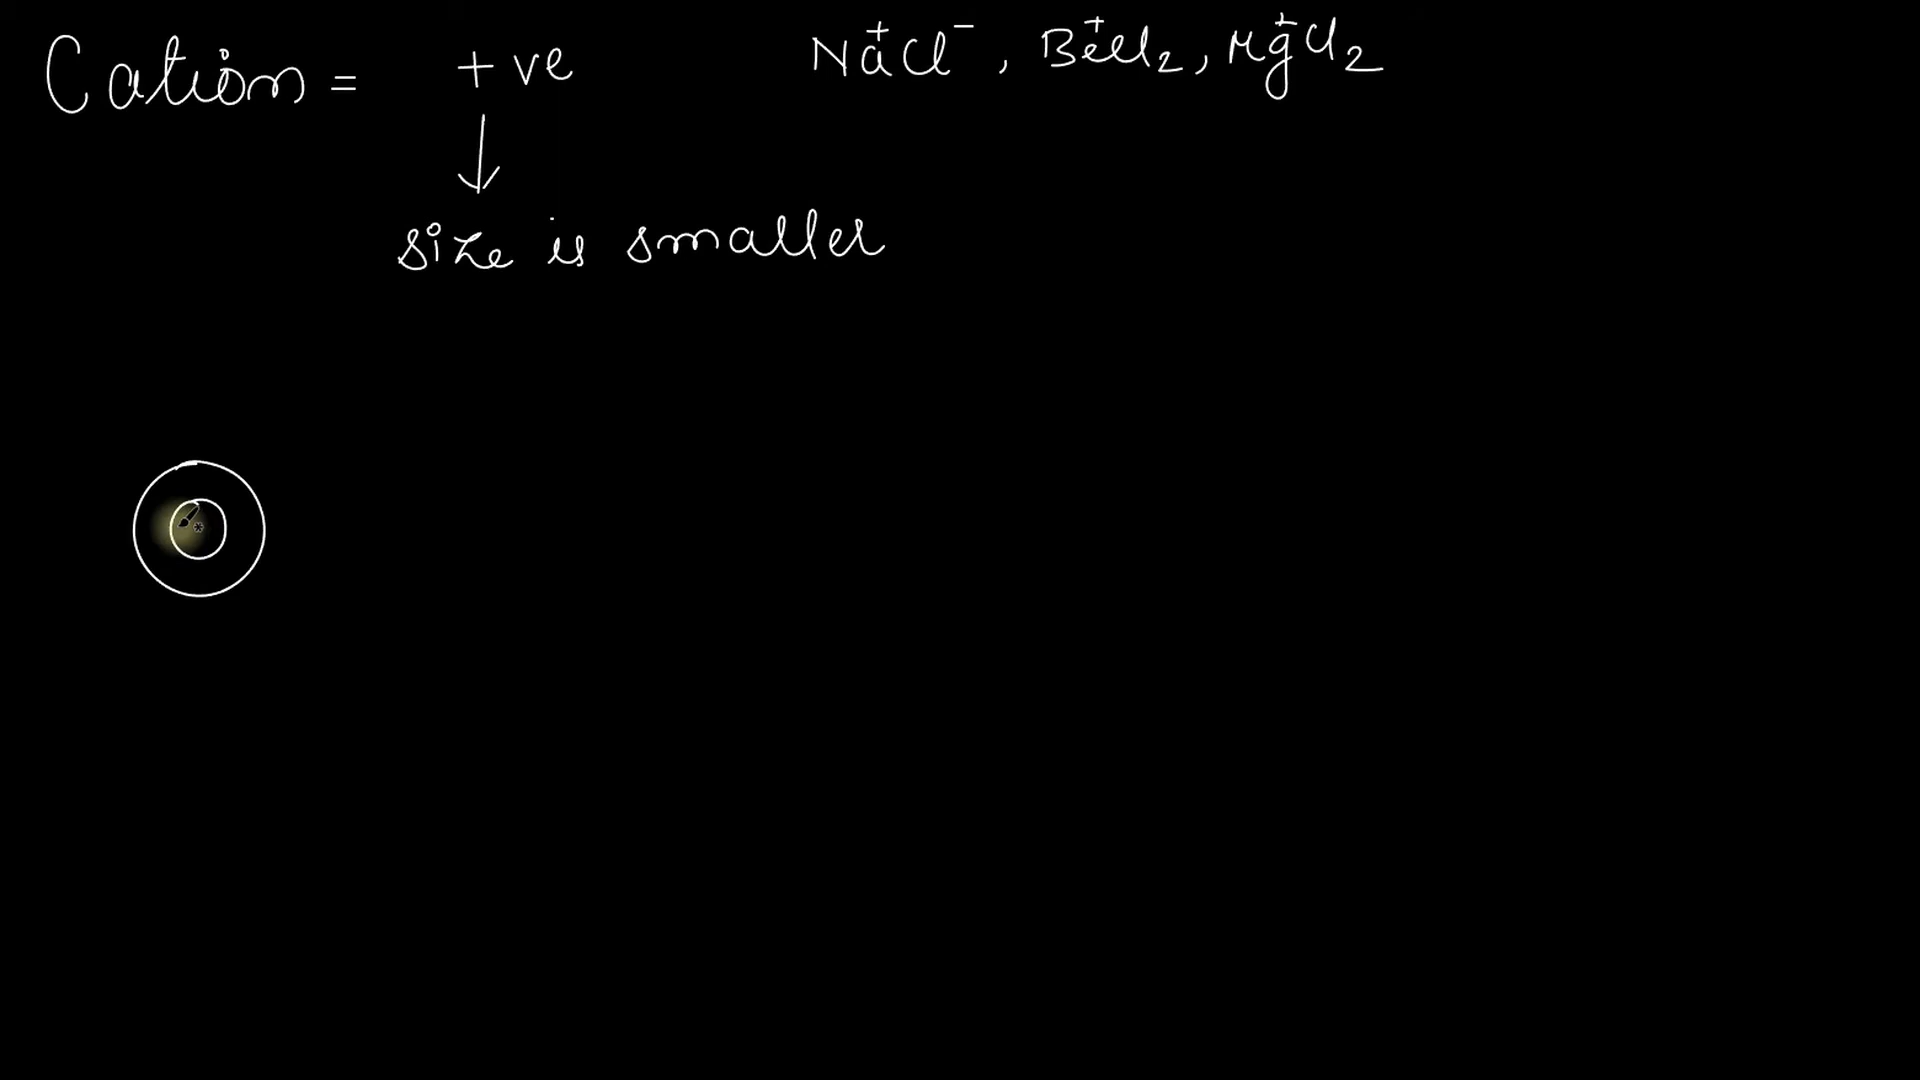 Cation = +ve Na⁺Cl⁻, Be⁺Cl₂, Mg⁺Cl₂
↓
size is smaller